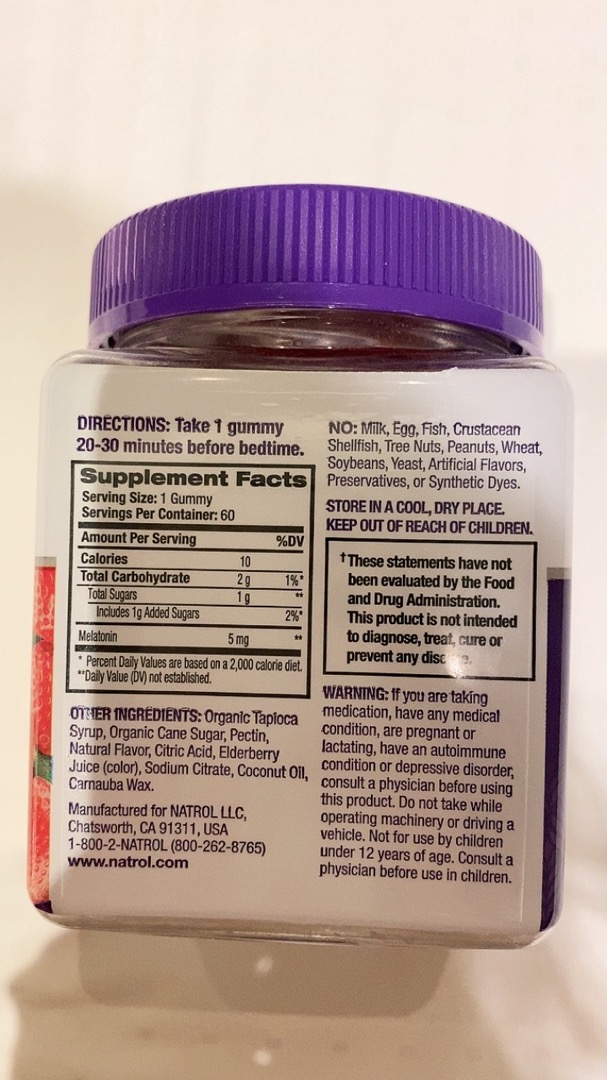 DIRECTIONS: Take 1 gummy
20-30 minutes before bedtime.
Supplement Facts
Serving Size: 1 Gummy
Servings Per Container: 60
Amount Per Serving %DV
Calories 10
Total Carbohydrate 2 g 1%*
Total Sugars 1 g **
Includes 1g Added Sugars 2%*
Melatonin 5 mg **
* Percent Daily Values are based on a 2,000 calorie diet.
**Daily Value (DV) not established.
OTHER INGREDIENTS: Organic Tapioca
Syrup, Organic Cane Sugar, Pectin,
Natural Flavor, Citric Acid, Elderberry
Juice (color), Sodium Citrate, Coconut Oil,
Carnauba Wax.
Manufactured for NATROL LLC,
Chatsworth, CA 91311, USA
1-800-2-NATROL (800-262-8765)
www.natrol.com
NO: Milk, Egg, Fish, Crustacean
Shellfish, Tree Nuts, Peanuts, Wheat,
Soybeans, Yeast, Artificial Flavors,
Preservatives, or Synthetic Dyes.
STORE IN A COOL, DRY PLACE.
KEEP OUT OF REACH OF CHILDREN.
†These statements have not
been evaluated by the Food
and Drug Administration.
This product is not intended
to diagnose, treat, cure or
prevent any
WARNING: If you are taking
medication, have any medical
condition, are pregnant or
lactating, have an autoimmune
condition or depressive disorder,
consult a physician before using
this product. Do not take while
operating machinery or driving a
vehicle. Not for use by children
under 12 years of age. Consult a
physician before use in children.